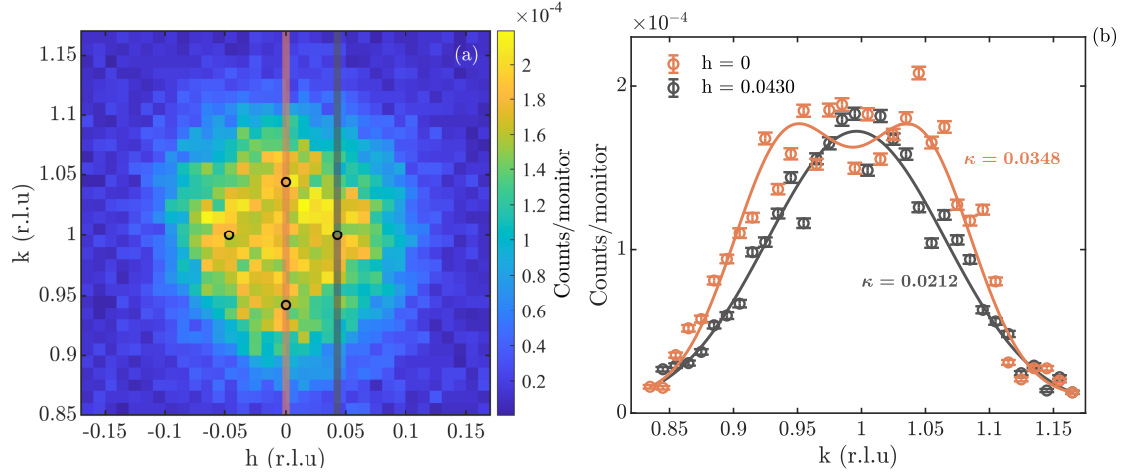 ×10⁻⁴
(a)
k (r.l.u)
1.15
1.1
1.05
1
0.95
0.9
0.85
-0.15 -0.1 -0.05 0 0.05 0.1 0.15
h (r.l.u)
2
1.8
1.6
1.4
1.2
1
0.8
0.6
0.4
0.2
Counts/monitor
×10⁻⁴
(b)
Counts/monitor
2
1
0
h = 0
h = 0.0430
κ = 0.0348
κ = 0.0212
0.85 0.9 0.95 1 1.05 1.1 1.15
k (r.l.u)